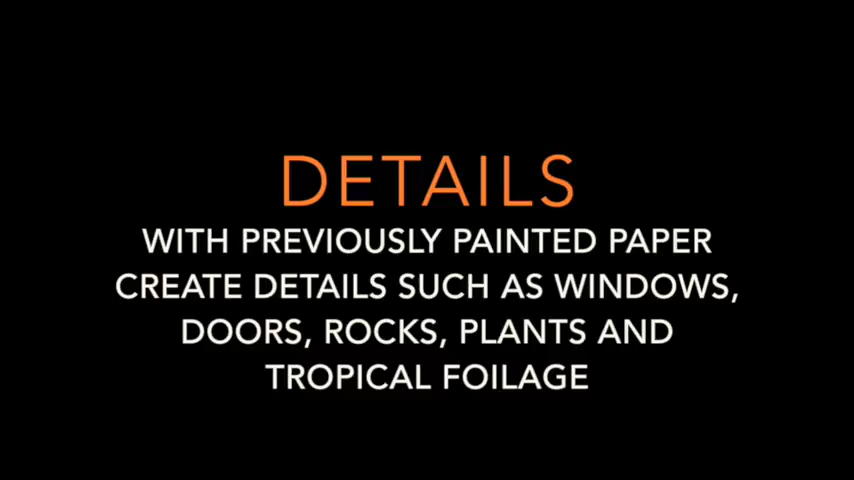 DETAILS
WITH PREVIOUSLY PAINTED PAPER
CREATE DETAILS SUCH AS WINDOWS,
DOORS, ROCKS, PLANTS AND
TROPICAL FOILAGE